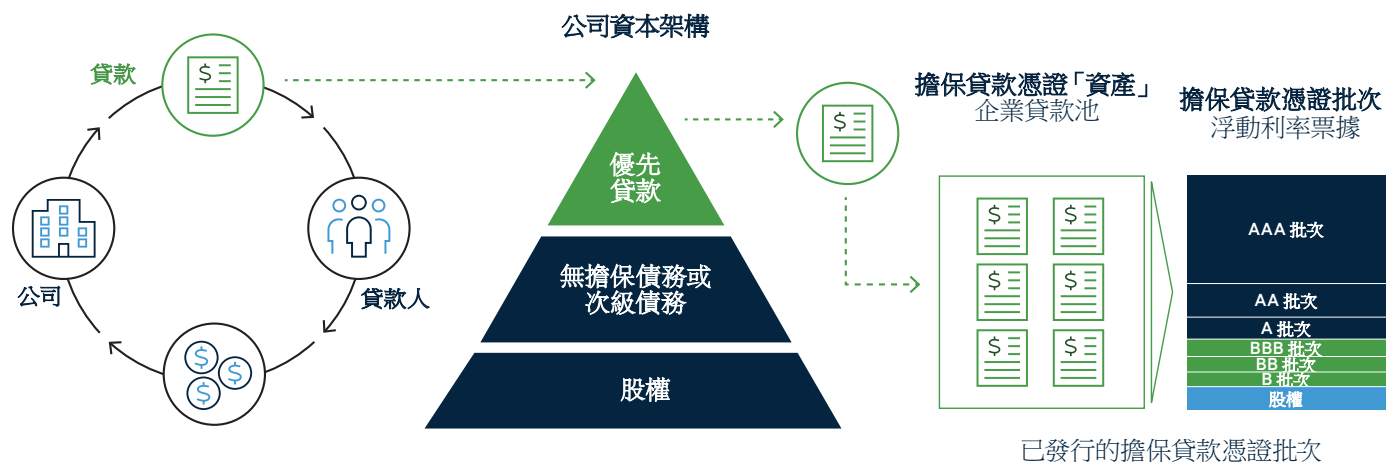 貸款
公司
貸款人
公司資本架構
優先
貸款
無擔保債務或
次級債務
股權
擔保貸款憑證「資產」
企業貸款池
擔保貸款憑證批次
浮動利率票據
AAA 批次
AA 批次
A 批次
BBB 批次
BB 批次
B 批次
股權
已發行的擔保貸款憑證批次